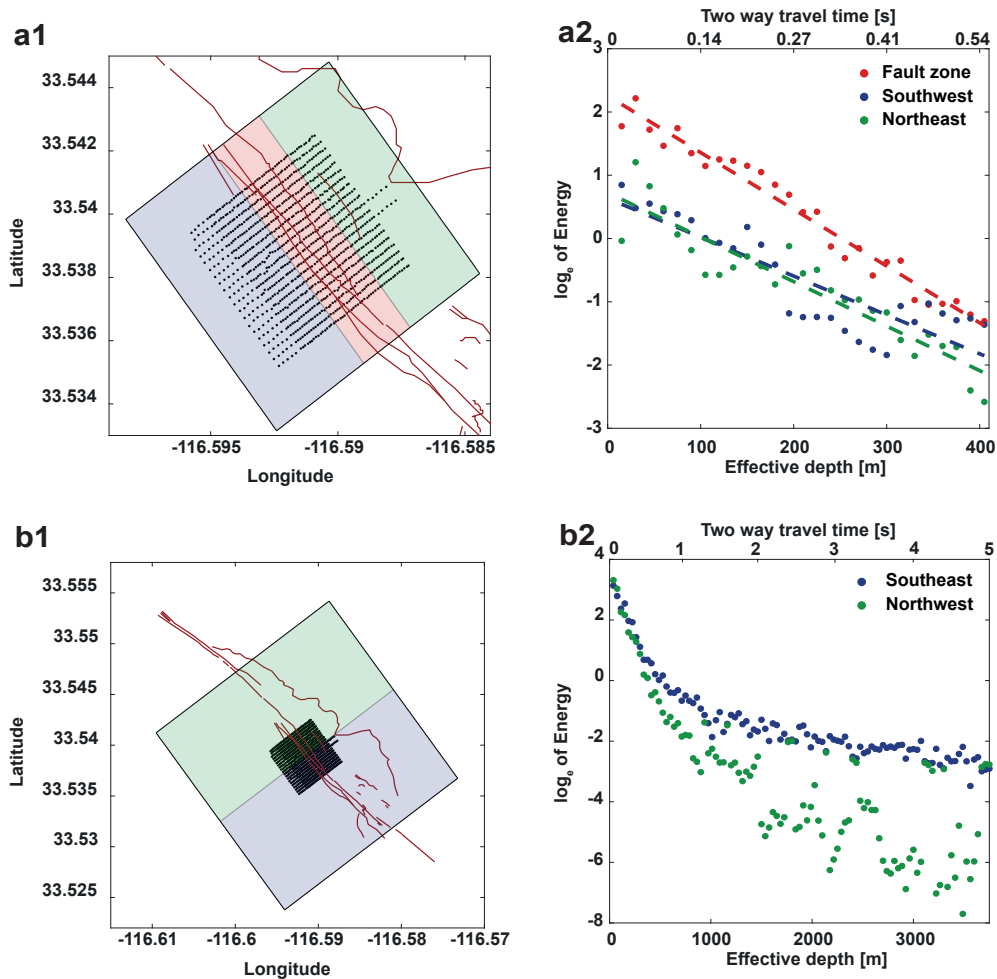 a1
33.544
33.542
33.54
33.538
33.536
33.534
Latitude
-116.595
-116.59
-116.585
Longitude
a2
Two way travel time [s]
0
0.14
0.27
0.41
0.54
3
2
1
0
-1
-2
-3
logₑ of Energy
Fault zone
Southwest
Northeast
0
100
200
300
400
Effective depth [m]
b1
33.555
33.55
33.545
33.54
33.535
33.53
33.525
Latitude
-116.61
-116.6
-116.59
-116.58
-116.57
Longitude
b2
Two way travel time [s]
0
1
2
3
4
5
4
2
0
-2
-4
-6
-8
logₑ of Energy
Southeast
Northwest
0
1000
2000
3000
Effective depth [m]